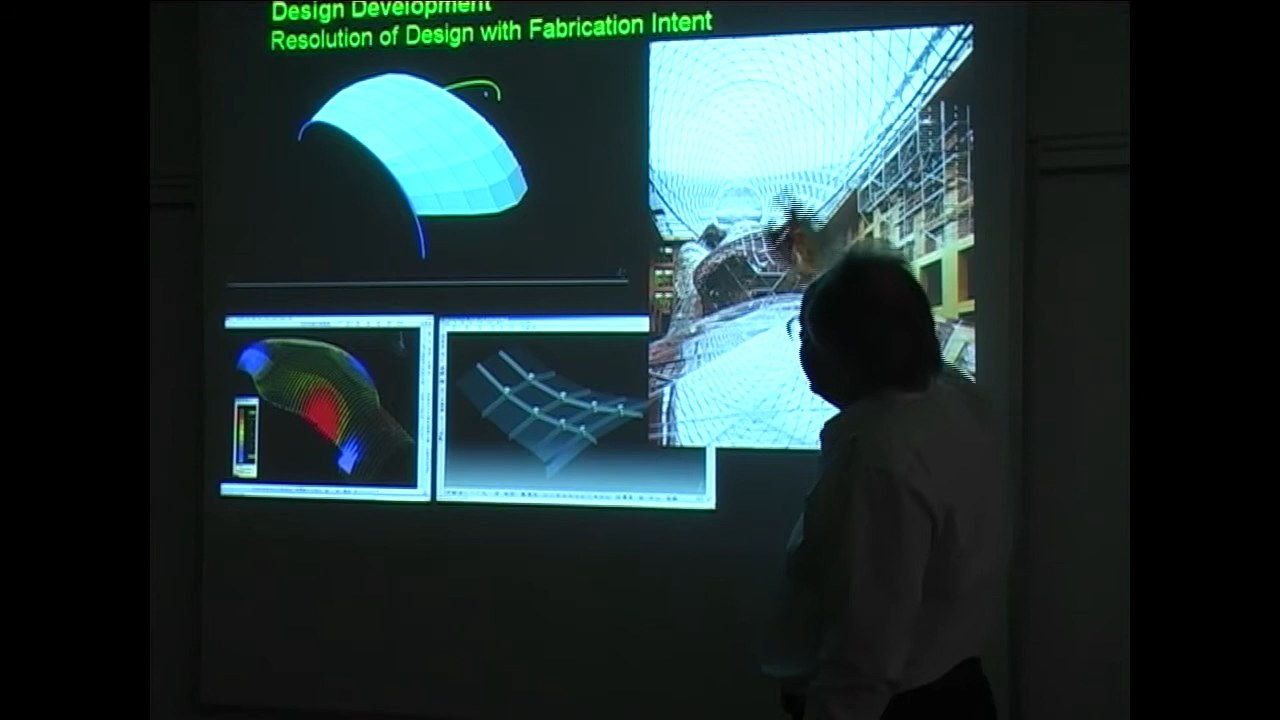 Design Development
Resolution of Design with Fabrication Intent